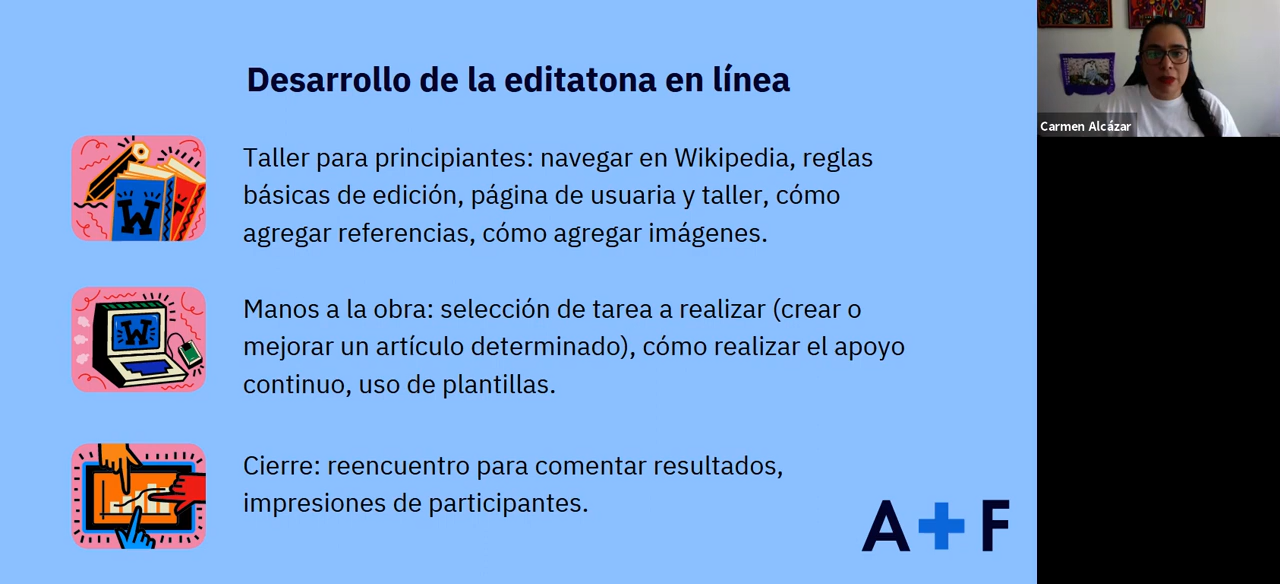 Desarrollo de la editatona en línea
Taller para principiantes: navegar en Wikipedia, reglas
básicas de edición, página de usuaria y taller, cómo
agregar referencias, cómo agregar imágenes.
W
Manos a la obra: selección de tarea a realizar (crear o
mejorar un artículo determinado), cómo realizar el apoyo
continuo, uso de plantillas.
W
Cierre: reencuentro para comentar resultados,
impresiones de participantes.
A+F
Carmen Alcázar